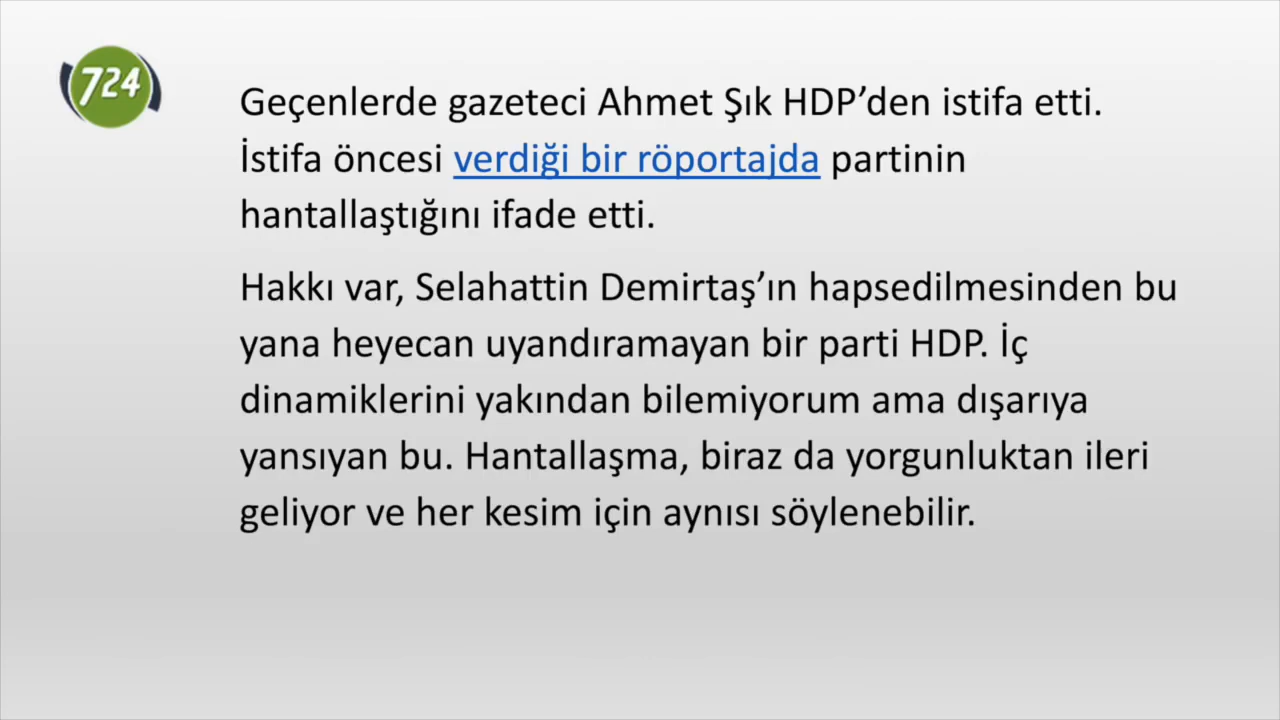 724
Geçenlerde gazeteci Ahmet Şık HDP’den istifa etti.
İstifa öncesi verdiği bir röportajda partinin
hantallaştığını ifade etti.
Hakkı var, Selahattin Demirtaş’ın hapsedilmesinden bu
yana heyecan uyandıramayan bir parti HDP. İç
dinamiklerini yakından bilemiyorum ama dışarıya
yansıyan bu. Hantallaşma, biraz da yorgunluktan ileri
geliyor ve her kesim için aynısı söylenebilir.